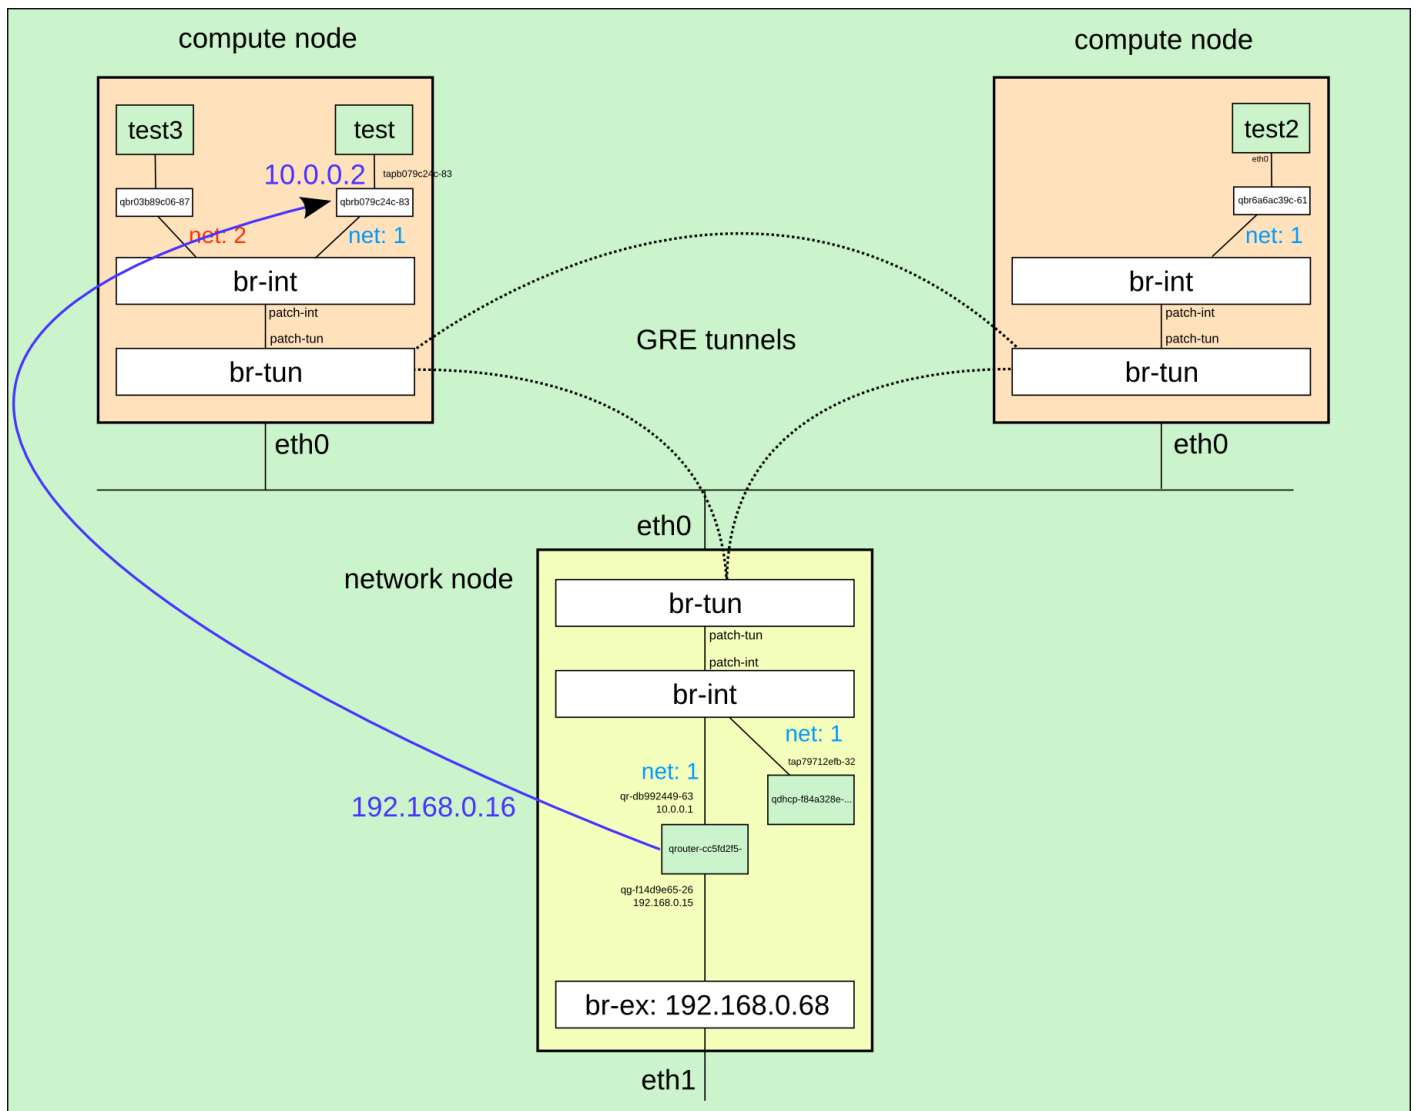 compute node
compute node
test3
test
test2
10.0.0.2
tapb079c24c-83
eth0
qbr03b89c06-87
qbrb079c24c-83
qbr6a6ac39c-61
net: 2
net: 1
net: 1
br-int
br-int
patch-int
patch-int
patch-tun
patch-tun
GRE tunnels
br-tun
br-tun
eth0
eth0
eth0
network node
br-tun
patch-tun
patch-int
br-int
net: 1
tap79712efb-32
net: 1
qr-db992449-63
10.0.0.1
qdhcp-f84a328e-...
192.168.0.16
qrouter-cc5fd2f5-
qg-f14d9e65-26
192.168.0.15
br-ex: 192.168.0.68
eth1